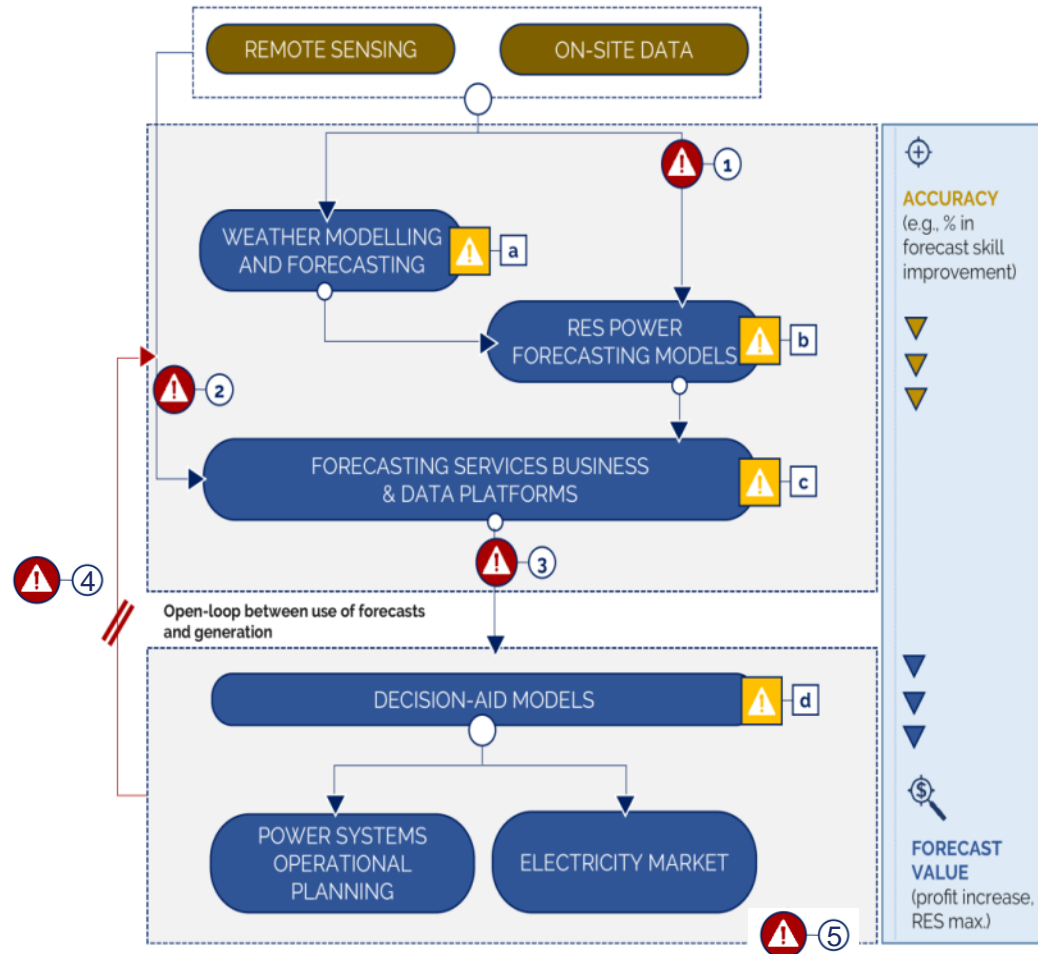 REMOTE SENSING
ON-SITE DATA
1
WEATHER MODELLING
AND FORECASTING
a
RES POWER
FORECASTING MODELS
b
2
FORECASTING SERVICES BUSINESS
& DATA PLATFORMS
c
3
4
Open-loop between use of forecasts
and generation
DECISION-AID MODELS
d
POWER SYSTEMS
OPERATIONAL
PLANNING
ELECTRICITY MARKET
5
ACCURACY
(e.g., % in
forecast skill
improvement)
$
FORECAST
VALUE
(profit increase,
RES max.)